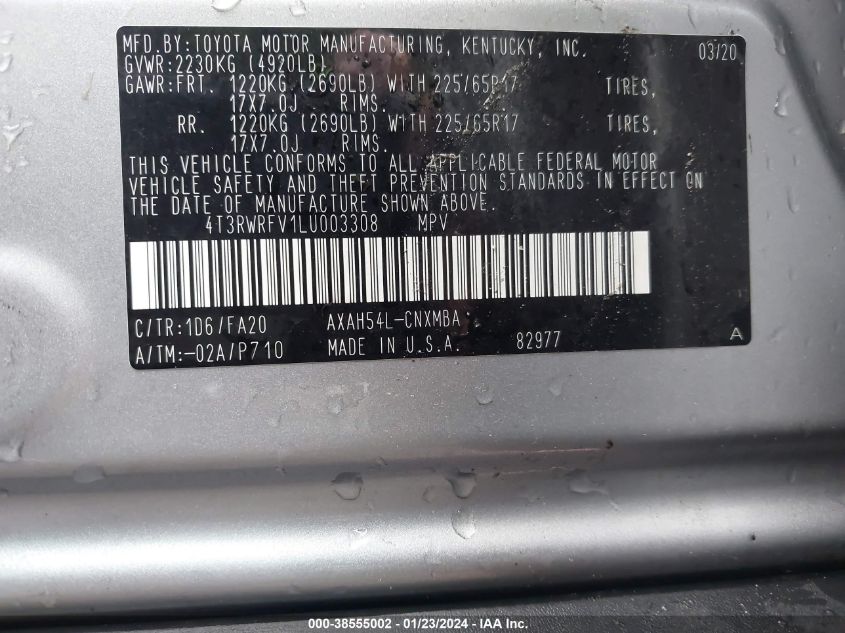 MFD.BY:TOYOTA MOTOR MANUFACTURING, KENTUCKY, INC. 03/20
GVWR:2230KG (4920LB)
GAWR:FRT. 1220KG (2690LB) WITH 225/65R17 TIRES,
17X7.0J RIMS.
RR. 1220KG (2690LB) WITH 225/65R17 TIRES,
17X7.0J RIMS.
THIS VEHICLE CONFORMS TO ALL APPLICABLE FEDERAL MOTOR
VEHICLE SAFETY AND THEFT PREVENTION STANDARDS IN EFFECT ON
THE DATE OF MANUFACTURE SHOWN ABOVE.
4T3RWRFV1LU003308 MPV
C/TR:1D6/FA20 AXAH54L-CNXMBA
A/TM:-02A/P710 MADE IN U.S.A. 82977 A
000-38555002 - 01/23/2024 - IAA Inc.